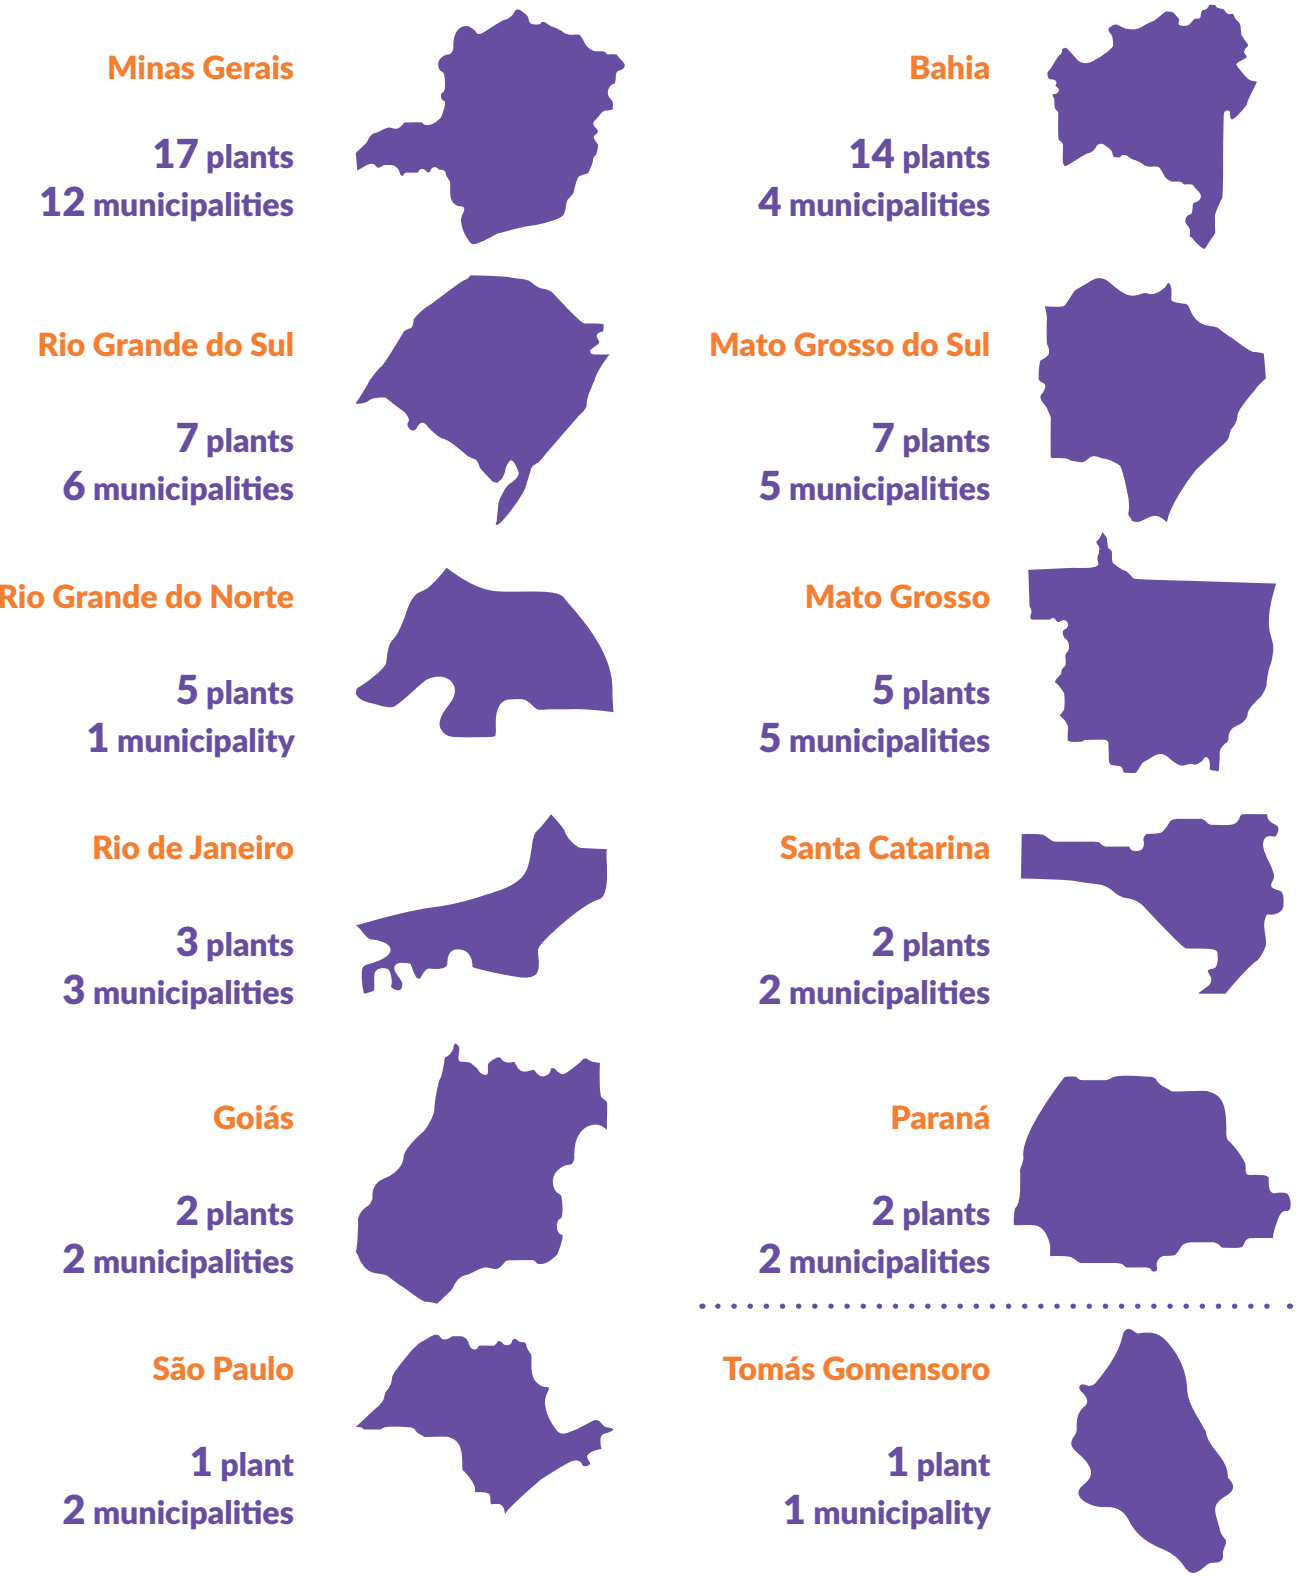 Minas Gerais
17 plants
12 municipalities
Bahia
14 plants
4 municipalities
Rio Grande do Sul
7 plants
6 municipalities
Mato Grosso do Sul
7 plants
5 municipalities
Rio Grande do Norte
5 plants
1 municipality
Mato Grosso
5 plants
5 municipalities
Rio de Janeiro
3 plants
3 municipalities
Santa Catarina
2 plants
2 municipalities
Goiás
2 plants
2 municipalities
Paraná
2 plants
2 municipalities
São Paulo
1 plant
2 municipalities
Tomás Gomensoro
1 plant
1 municipality